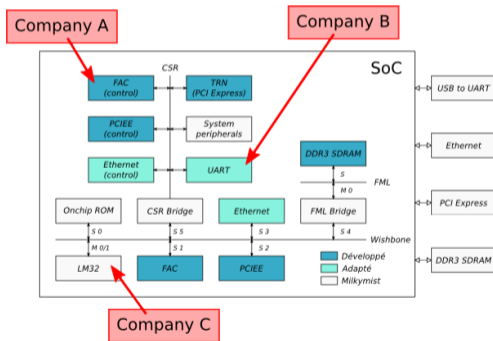 Company A
Company B
CSR
SoC
FAC
(control)
TRN
(PCI Express)
USB to UART
PCIEE
(control)
System
peripherals
DDR3 SDRAM
Ethernet
Ethernet
(control)
UART
S
FML
M 0
PCI Express
Onchip ROM
CSR Bridge
Ethernet
FML Bridge
S 0
S 5
S 3
S 4
Wishbone
M 0/1
S 1
S 2
LM32
FAC
PCIEE
Développé
Adapté
Milkymist
DDR3 SDRAM
Company C